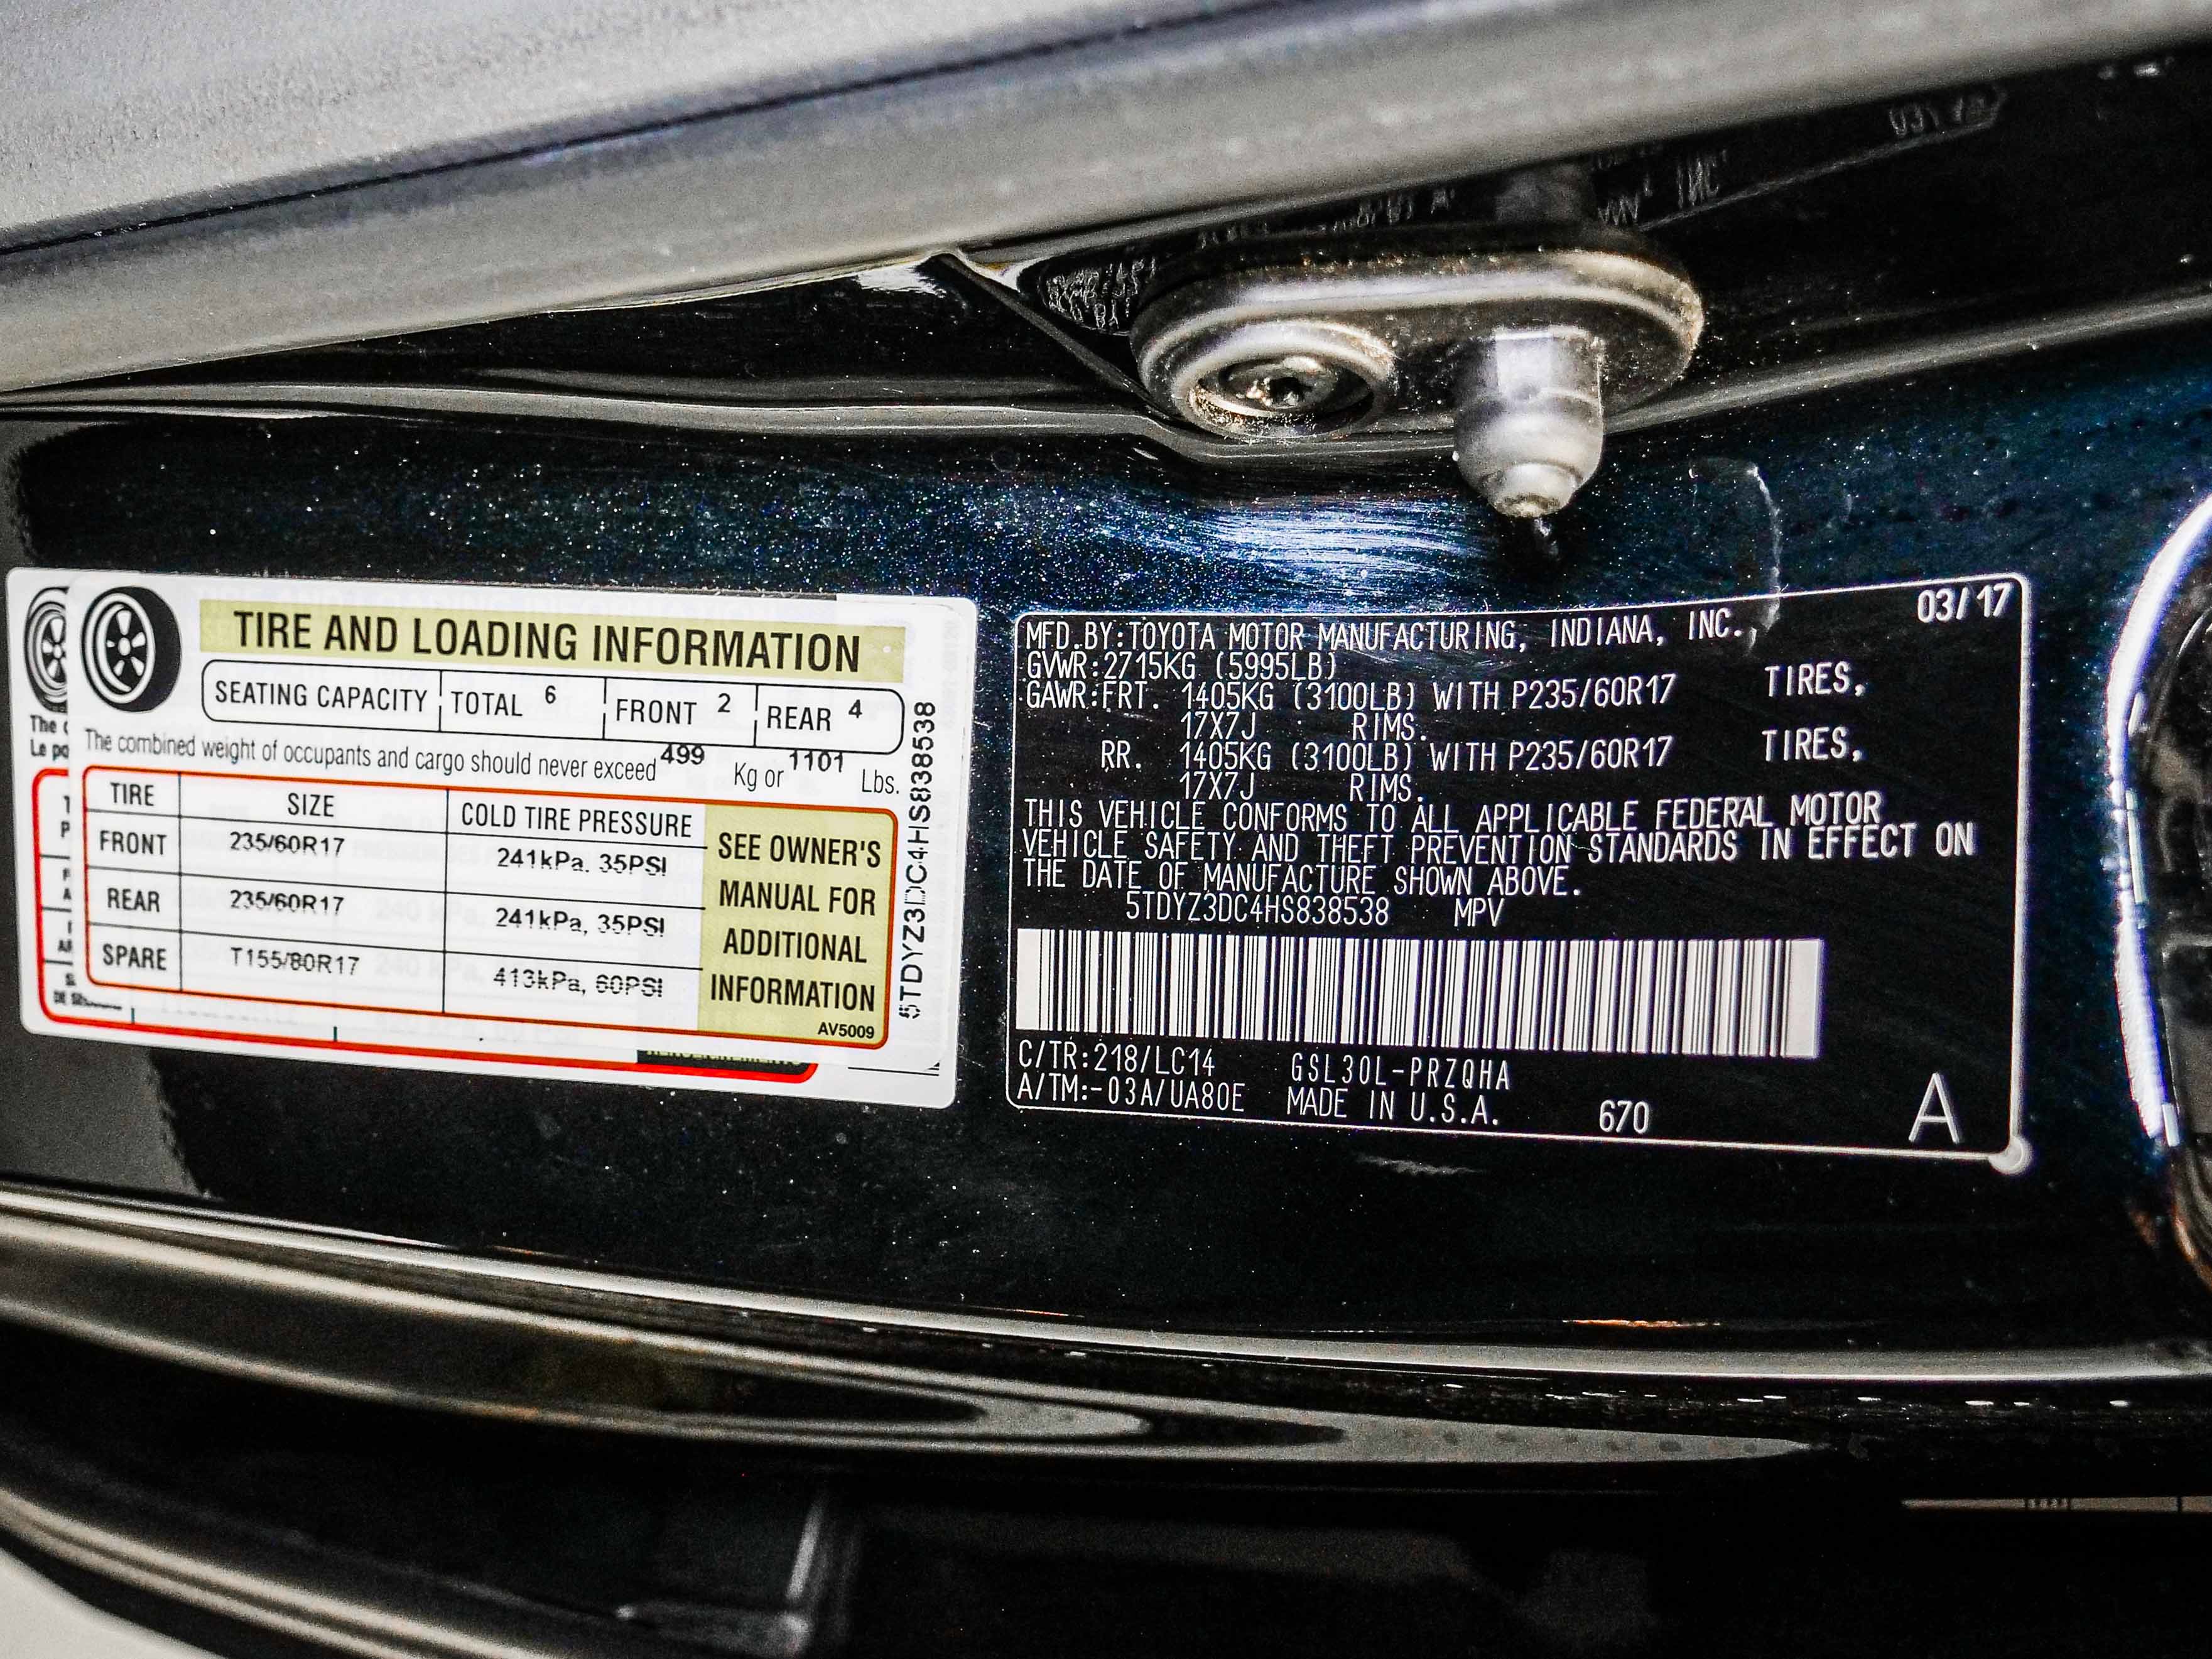 TIRE AND LOADING INFORMATION
SEATING CAPACITY TOTAL 6 FRONT 2 REAR 4
The combined weight of occupants and cargo should never exceed 499 Kg or 1101 Lbs.
TIRE SIZE COLD TIRE PRESSURE
FRONT 235/60R17 241kPa. 35PSI
REAR 235/60R17 241kPa, 35PSI
SPARE T155/80R17 413kPa, 60PSI
SEE OWNER'S
MANUAL FOR
ADDITIONAL
INFORMATION
AV5009
5TDYZ3DC4HS838538
The
Le
03/17
MFD.BY:TOYOTA MOTOR MANUFACTURING, INDIANA, INC.
GVWR:2715KG (5995LB)
GAWR:FRT. 1405KG (3100LB) WITH P235/60R17 TIRES,
17X7J RIMS.
RR. 1405KG (3100LB) WITH P235/60R17 TIRES,
17X7J RIMS.
THIS VEHICLE CONFORMS TO ALL APPLICABLE FEDERAL MOTOR
VEHICLE SAFETY AND THEFT PREVENTION STANDARDS IN EFFECT ON
THE DATE OF MANUFACTURE SHOWN ABOVE.
5TDYZ3DC4HS838538 MPV
C/TR:218/LC14 GSL30L-PRZQHA
A/TM:-03A/UA80E MADE IN U.S.A. 670 A